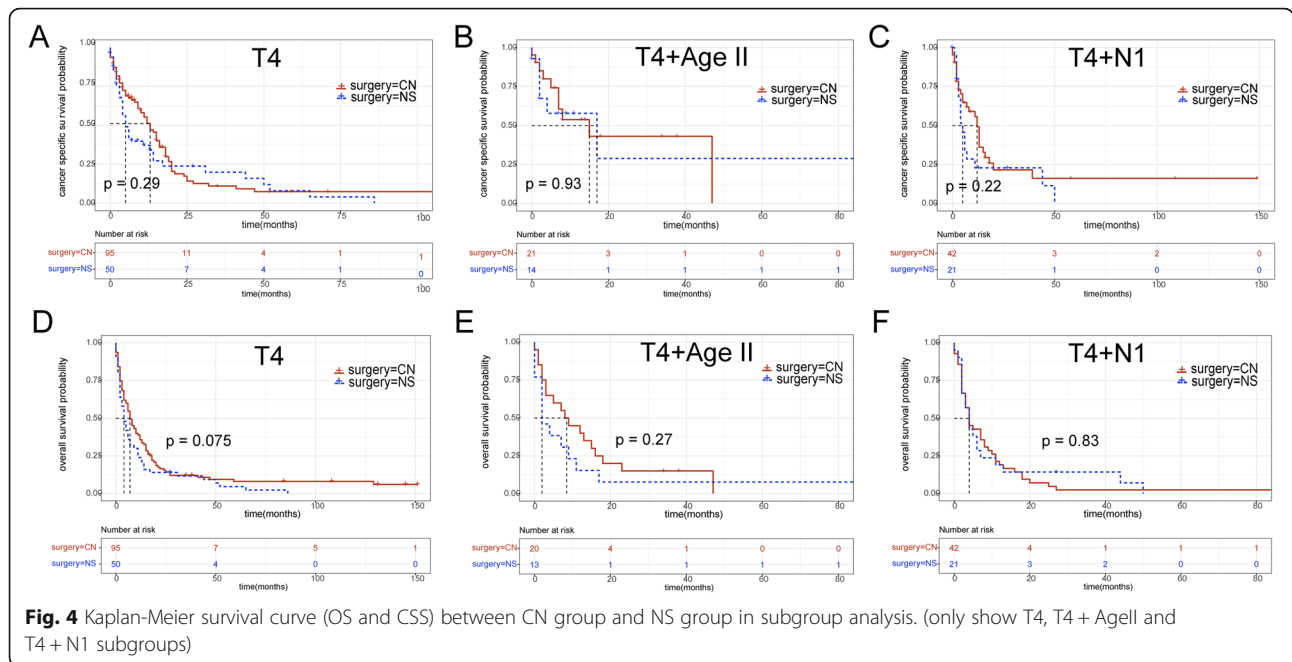 A
T4
surgery=CN
surgery=NS
cancer specific survival probability
1.00
0.75
0.50
0.25
0.00
p = 0.29
0 25 50 75 100
time(months)
Number at risk
surgery=CN 95 11 4 1 1
surgery=NS 50 7 4 1 0
0 25 50 75 100
time(months)
B
T4+Age II
surgery=CN
surgery=NS
cancer specific survival probability
1.00
0.75
0.50
0.25
0.00
p = 0.93
0 20 40 60 80
time(months)
Number at risk
surgery=CN 21 3 1 0 0
surgery=NS 14 1 1 1 1
0 20 40 60 80
time(months)
C
T4+N1
surgery=CN
surgery=NS
cancer specific survival probability
1.00
0.75
0.50
0.25
0.00
p = 0.22
0 50 100 150
time(months)
Number at risk
surgery=CN 42 3 2 0
surgery=NS 21 1 0 0
0 50 100 150
time(months)
D
T4
surgery=CN
surgery=NS
overall survival probability
1.00
0.75
0.50
0.25
0.00
p = 0.075
0 50 100 150
time(months)
Number at risk
surgery=CN 95 7 5 1
surgery=NS 50 4 0 0
0 50 100 150
time(months)
E
T4+Age II
surgery=CN
surgery=NS
overall survival probability
1.00
0.75
0.50
0.25
0.00
p = 0.27
0 20 40 60 80
time(months)
Number at risk
surgery=CN 20 4 1 0 0
surgery=NS 13 1 1 1 1
0 20 40 60 80
time(months)
F
T4+N1
surgery=CN
surgery=NS
overall survival probability
1.00
0.75
0.50
0.25
0.00
p = 0.83
0 20 40 60 80
time(months)
Number at risk
surgery=CN 42 4 1 1 1
surgery=NS 21 3 2 0 0
0 20 40 60 80
time(months)
Fig. 4 Kaplan-Meier survival curve (OS and CSS) between CN group and NS group in subgroup analysis. (only show T4, T4 + AgeII and
T4 + N1 subgroups)